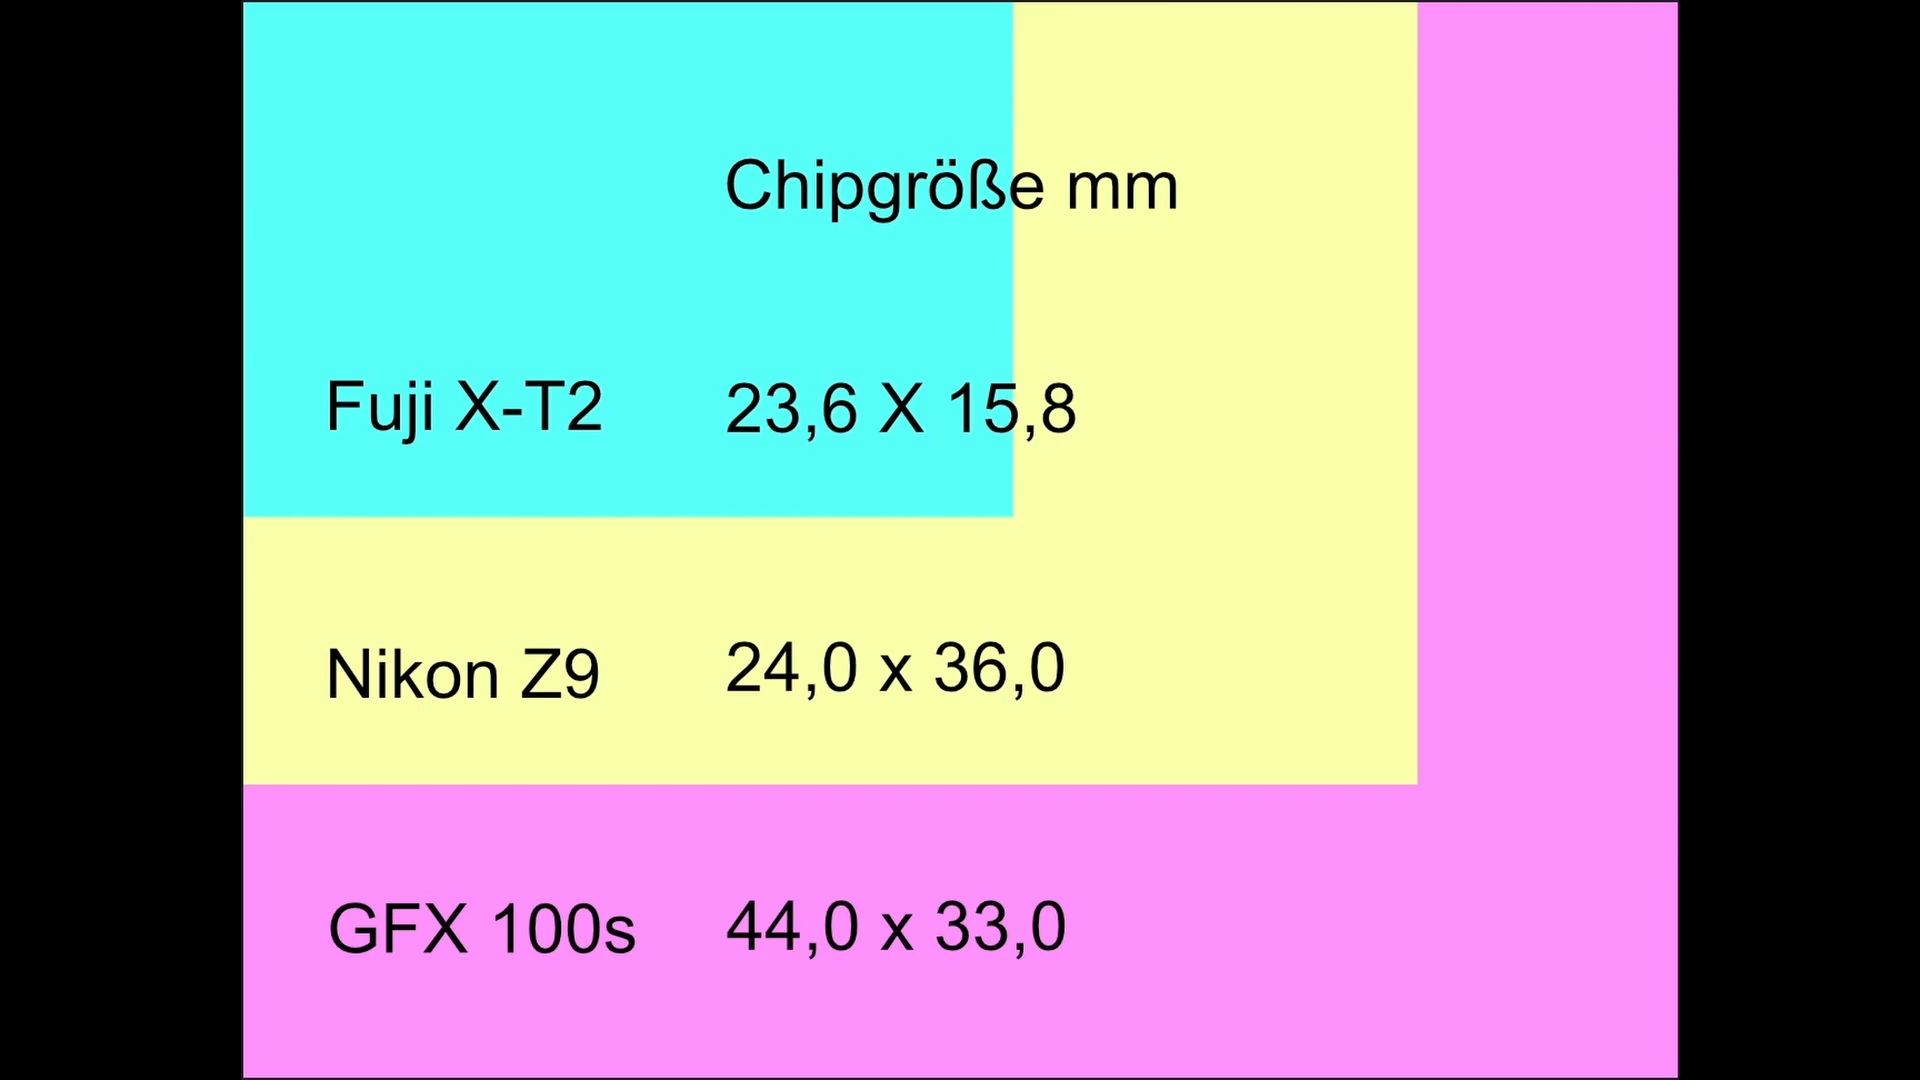 Chipgröße mm
Fuji X-T2 23,6 X 15,8
Nikon Z9 24,0 x 36,0
GFX 100s 44,0 x 33,0